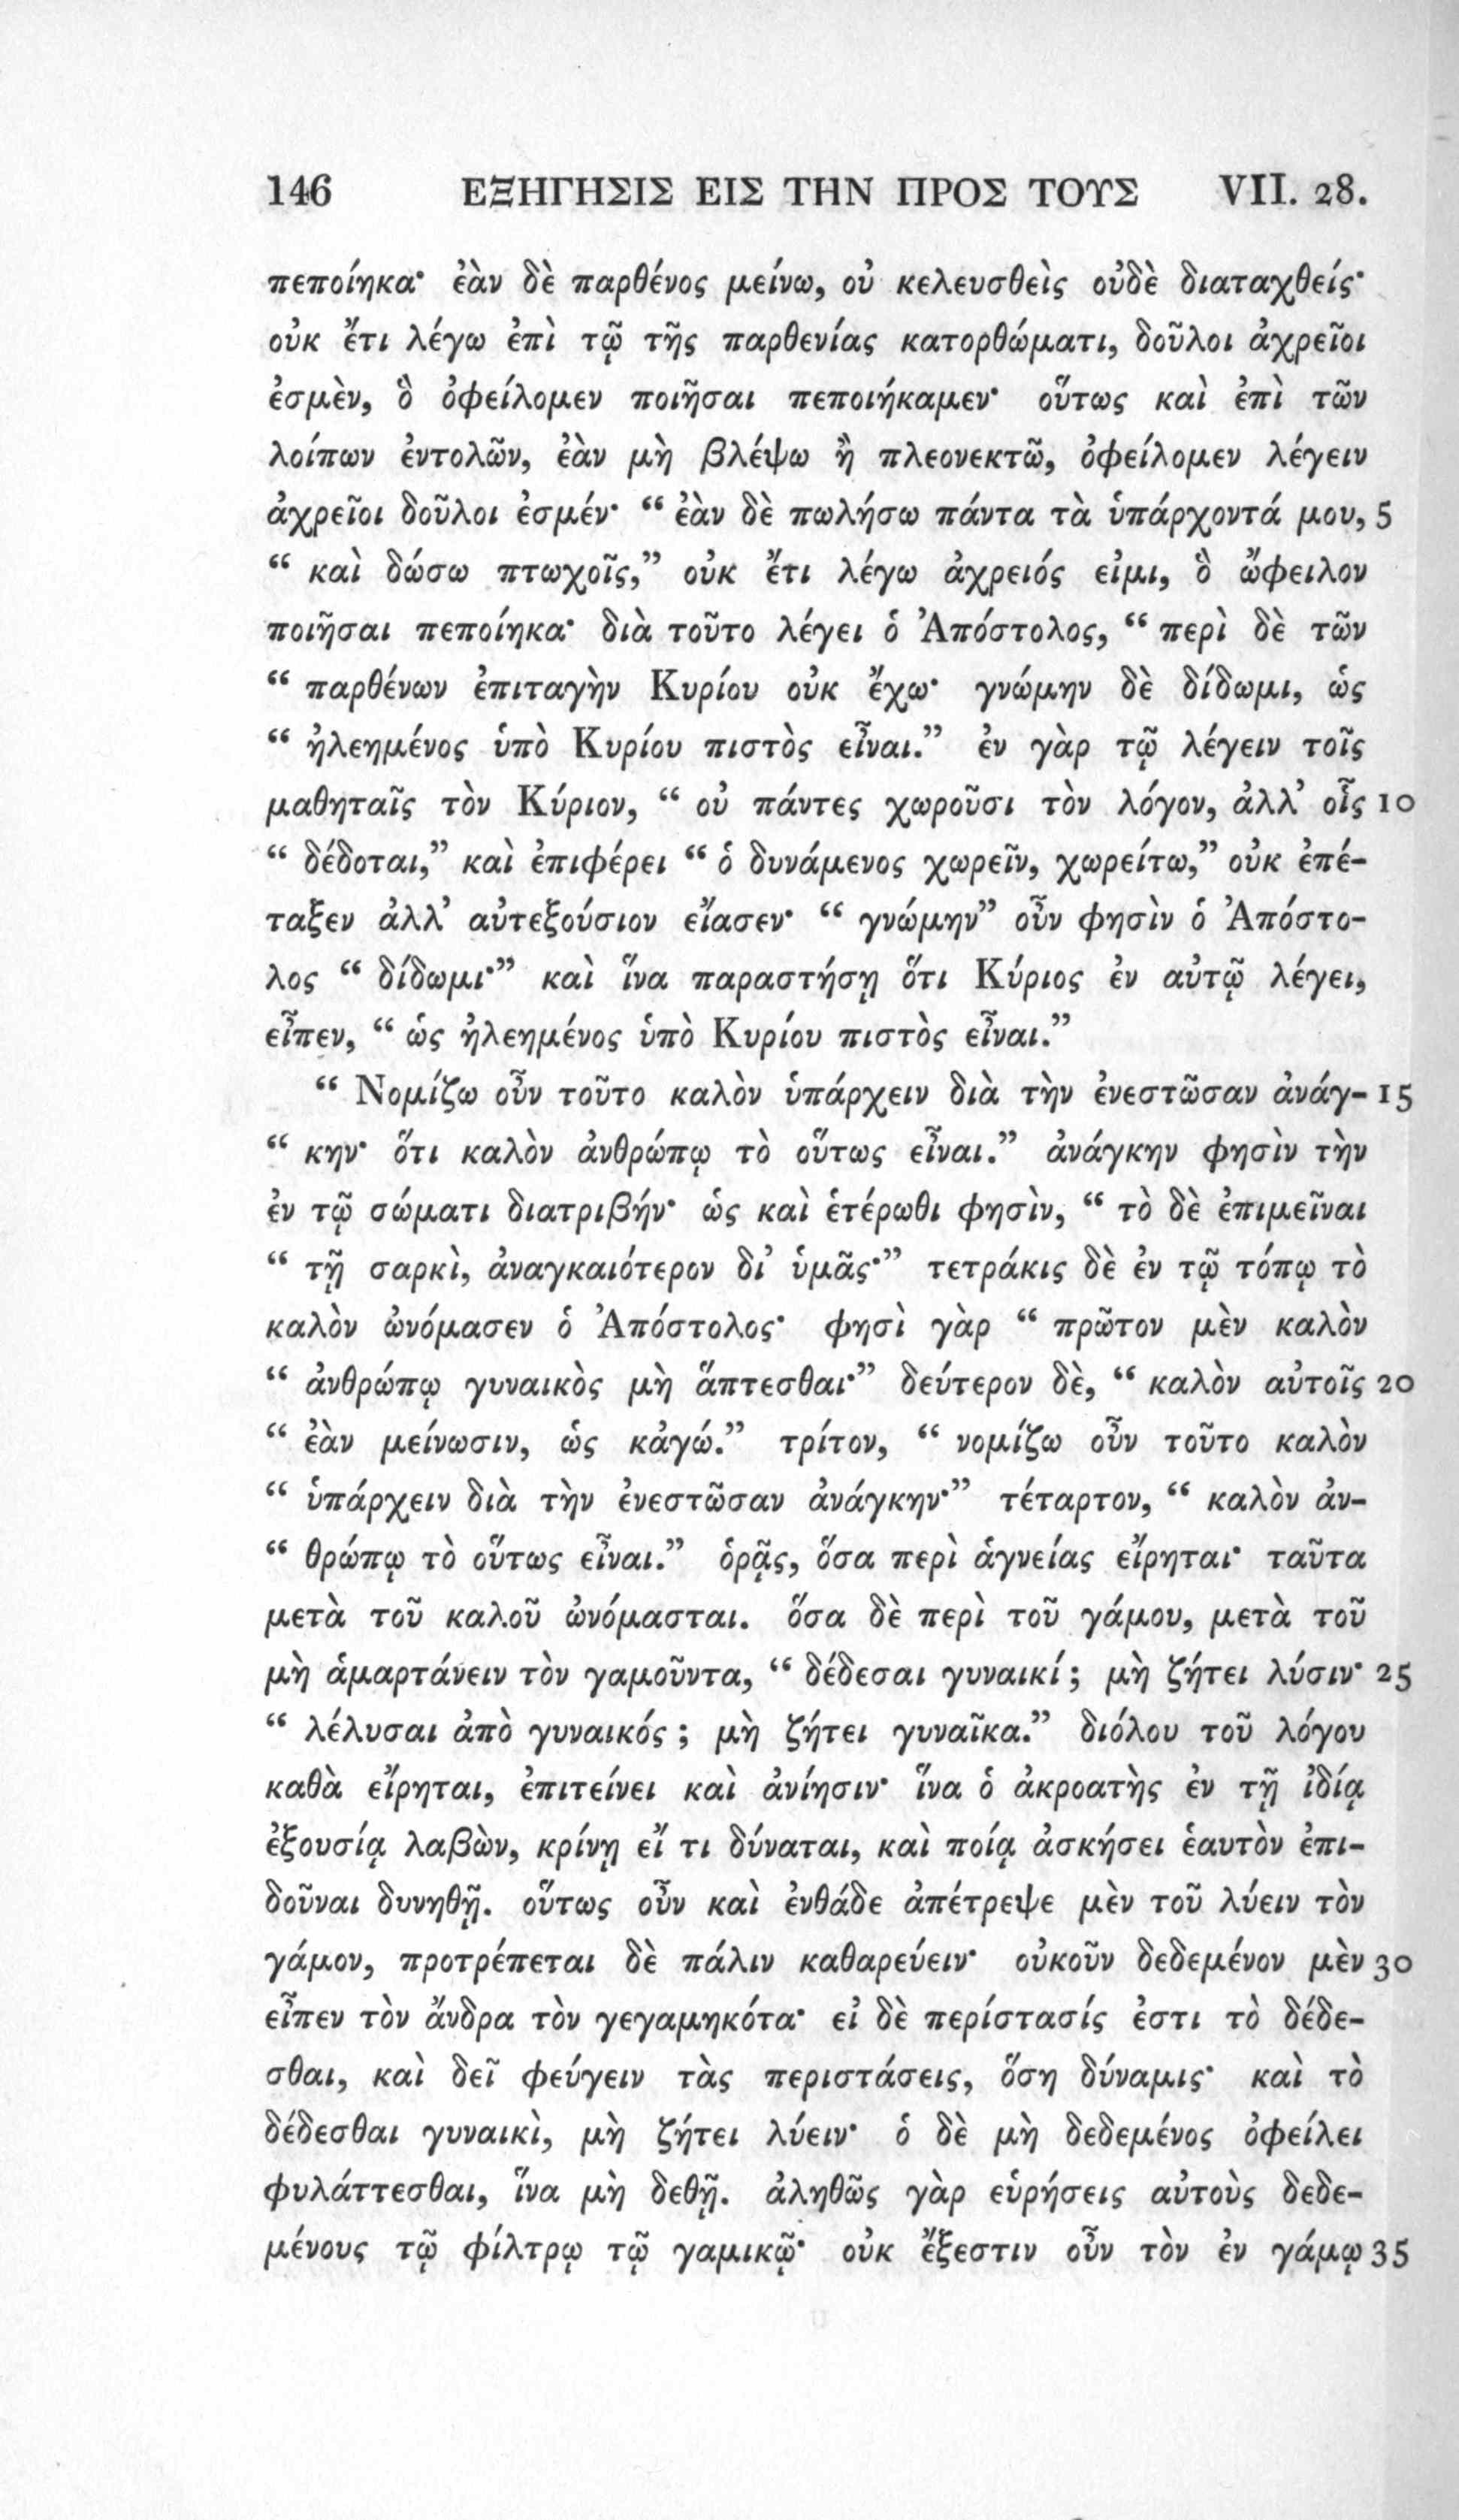 146 ΕΞΗΓΗΣΙΣ ΕΙΣ ΤΗΝ ΠΡΟΣ ΤΟΥΣ VII. 28.
πεποίηκα· ἐὰν δὲ παρθένος μείνω, οὐ κελευσθεὶς οὐδὲ διαταχθείς·
οὐκ ἔτι λέγω ἐπὶ τῷ τῆς παρθενίας κατορθώματι, δοῦλοι ἀχρεῖοι
ἐσμὲν, ὃ ὀφείλομεν ποιῆσαι πεποιήκαμεν· οὕτως καὶ ἐπὶ τῶν
λοίπων ἐντολῶν, ἐὰν μὴ βλέψω ἢ πλεονεκτῶ, ὀφείλομεν λέγειν
ἀχρεῖοι δοῦλοι ἐσμέν· “ ἐὰν δὲ πωλήσω πάντα τὰ ὑπάρχοντά μου, 5
“ καὶ δώσω πτωχοῖς,” οὐκ ἔτι λέγω ἀχρειός εἰμι, ὃ ὤφειλον
ποιῆσαι πεποίηκα· διὰ τοῦτο λέγει ὁ Ἀπόστολος, “ περὶ δὲ τῶν
“ παρθένων ἐπιταγὴν Κυρίου οὐκ ἔχω· γνώμην δὲ δίδωμι, ὡς
“ ἠλεημένος ὑπὸ Κυρίου πιστὸς εἶναι.” ἐν γὰρ τῷ λέγειν τοῖς
μαθηταῖς τὸν Κύριον, “ οὐ πάντες χωροῦσι τὸν λόγον, ἀλλ’ οἷς 10
“ δέδοται,” καὶ ἐπιφέρει “ ὁ δυνάμενος χωρεῖν, χωρείτω,” οὐκ ἐπέ-
ταξεν ἀλλ’ αὐτεξούσιον εἴασεν· “ γνώμην” οὖν φησὶν ὁ Ἀπόστο-
λος “ δίδωμι·” καὶ ἵνα παραστήσῃ ὅτι Κύριος ἐν αὐτῷ λέγει,
εἶπεν, “ ὡς ἠλεημένος ὑπὸ Κυρίου πιστὸς εἶναι.”
“ Νομίζω οὖν τοῦτο καλὸν ὑπάρχειν διὰ τὴν ἐνεστῶσαν ἀνάγ- 15
“ κην· ὅτι καλὸν ἀνθρώπῳ τὸ οὕτως εἶναι.” ἀνάγκην φησὶν τὴν
ἐν τῷ σώματι διατριβήν· ὡς καὶ ἑτέρωθι φησὶν, “ τὸ δὲ ἐπιμεῖναι
“ τῇ σαρκὶ, ἀναγκαιότερον δι’ ὑμᾶς·” τετράκις δὲ ἐν τῷ τόπῳ τὸ
καλὸν ὠνόμασεν ὁ Ἀπόστολος· φησὶ γὰρ “ πρῶτον μὲν καλὸν
“ ἀνθρώπῳ γυναικὸς μὴ ἅπτεσθαι·” δεύτερον δὲ, “ καλὸν αὐτοῖς 20
“ ἐὰν μείνωσιν, ὡς κἀγώ.” τρίτον, “ νομίζω οὖν τοῦτο καλὸν
“ ὑπάρχειν διὰ τὴν ἐνεστῶσαν ἀνάγκην·” τέταρτον, “ καλὸν ἀν-
“ θρώπῳ τὸ οὕτως εἶναι.” ὁρᾷς, ὅσα περὶ ἁγνείας εἴρηται· ταῦτα
μετὰ τοῦ καλοῦ ὠνόμασται. ὅσα δὲ περὶ τοῦ γάμου, μετὰ τοῦ
μὴ ἁμαρτάνειν τὸν γαμοῦντα, “ δέδεσαι γυναικί ; μὴ ζήτει λύσιν· 25
“ λέλυσαι ἀπὸ γυναικός ; μὴ ζήτει γυναῖκα.” διόλου τοῦ λόγου
καθὰ εἴρηται, ἐπιτείνει καὶ ἀνίησιν· ἵνα ὁ ἀκροατὴς ἐν τῇ ἰδίᾳ
ἐξουσίᾳ λαβὼν, κρίνῃ εἴ τι δύναται, καὶ ποίᾳ ἀσκήσει ἑαυτὸν ἐπι-
δοῦναι δυνηθῇ. οὕτως οὖν καὶ ἐνθάδε ἀπέτρεψε μὲν τοῦ λύειν τὸν
γάμον, προτρέπεται δὲ πάλιν καθαρεύειν· οὐκοῦν δεδεμένον μὲν 30
εἶπεν τὸν ἄνδρα τὸν γεγαμηκότα· εἰ δὲ περίστασίς ἐστι τὸ δέδε-
σθαι, καὶ δεῖ φεύγειν τὰς περιστάσεις, ὅση δύναμις· καὶ τὸ
δέδεσθαι γυναικὶ, μὴ ζήτει λύειν· ὁ δὲ μὴ δεδεμένος ὀφείλει
φυλάττεσθαι, ἵνα μὴ δεθῇ. ἀληθῶς γὰρ εὑρήσεις αὐτοὺς δεδε-
μένους τῷ φίλτρῳ τῷ γαμικῷ· οὐκ ἔξεστιν οὖν τὸν ἐν γάμῳ 35